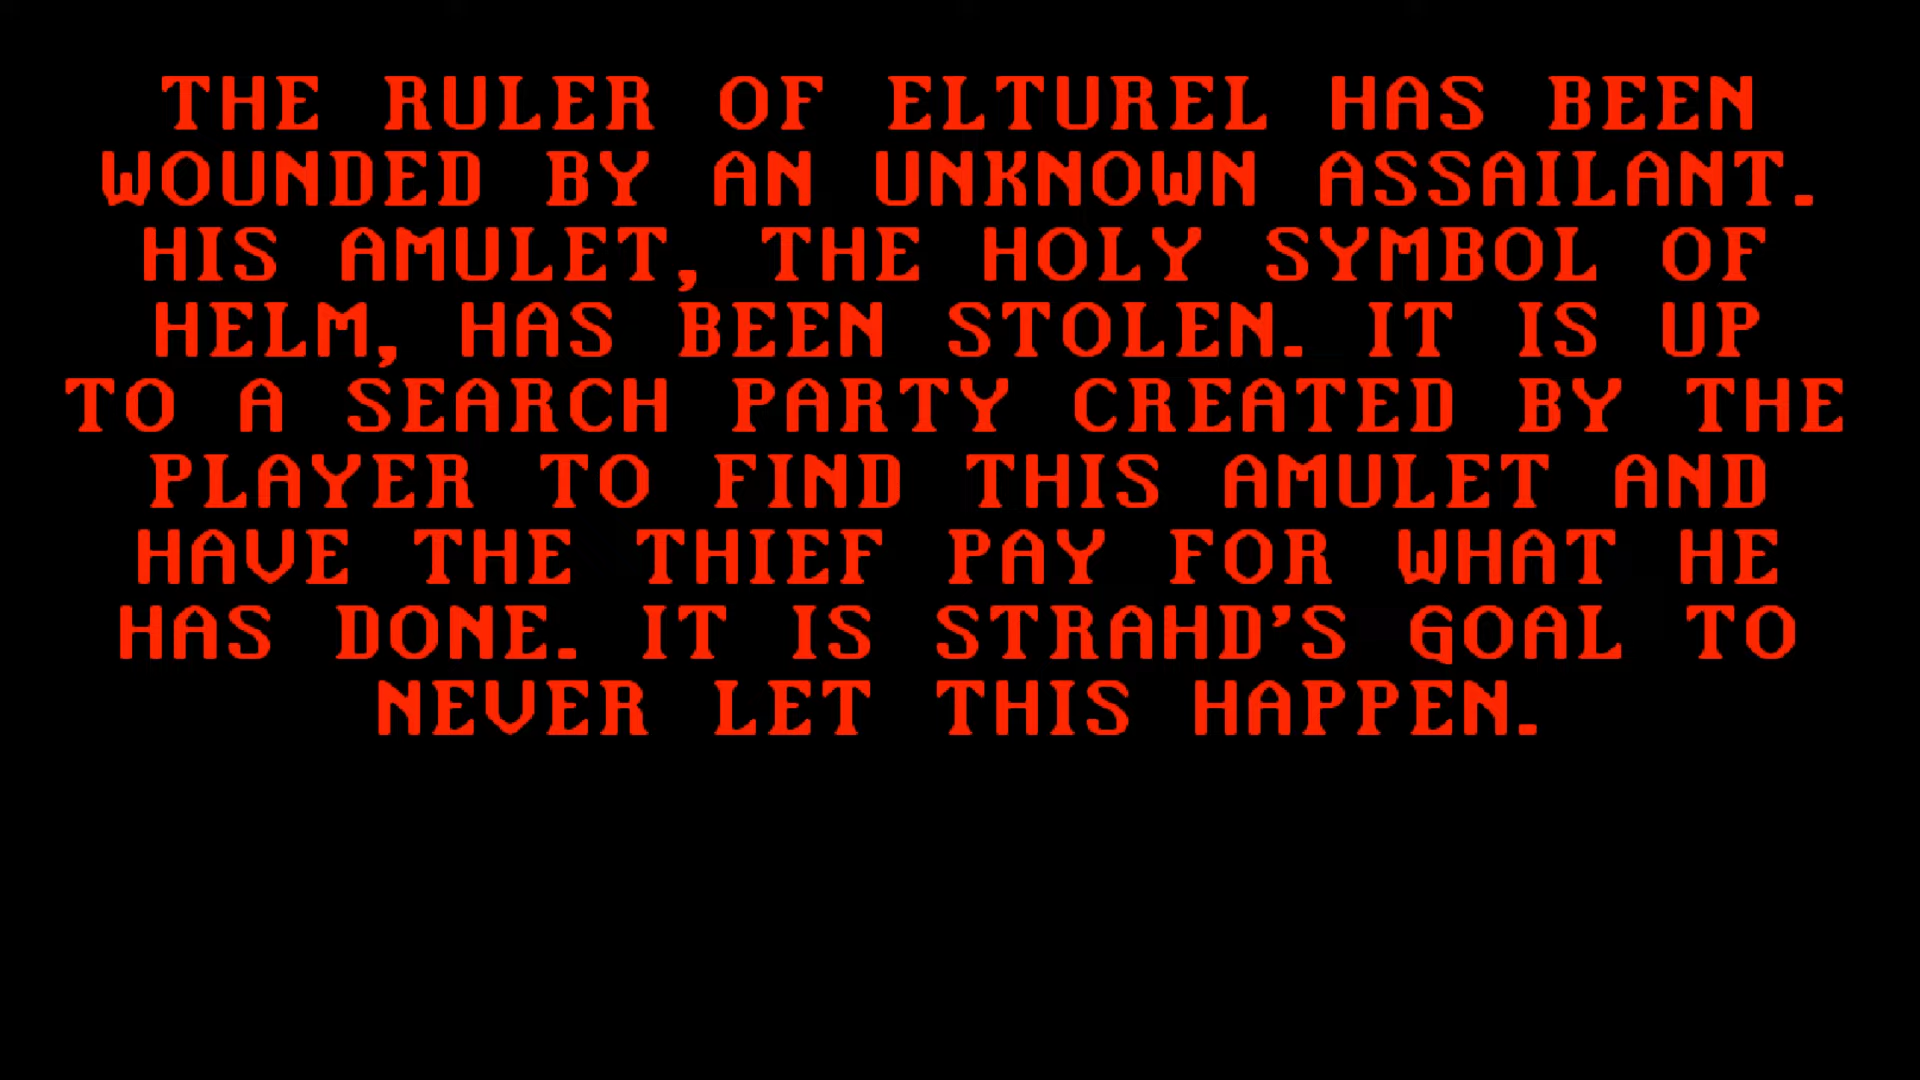 THE RULER OF ELTUREL HAS BEEN
WOUNDED BY AN UNKNOWN ASSAILANT.
HIS AMULET, THE HOLY SYMBOL OF
HELM, HAS BEEN STOLEN. IT IS UP
TO A SEARCH PARTY CREATED BY THE
PLAYER TO FIND THIS AMULET AND
HAVE THE THIEF PAY FOR WHAT HE
HAS DONE. IT IS STRAHD'S GOAL TO
NEVER LET THIS HAPPEN.